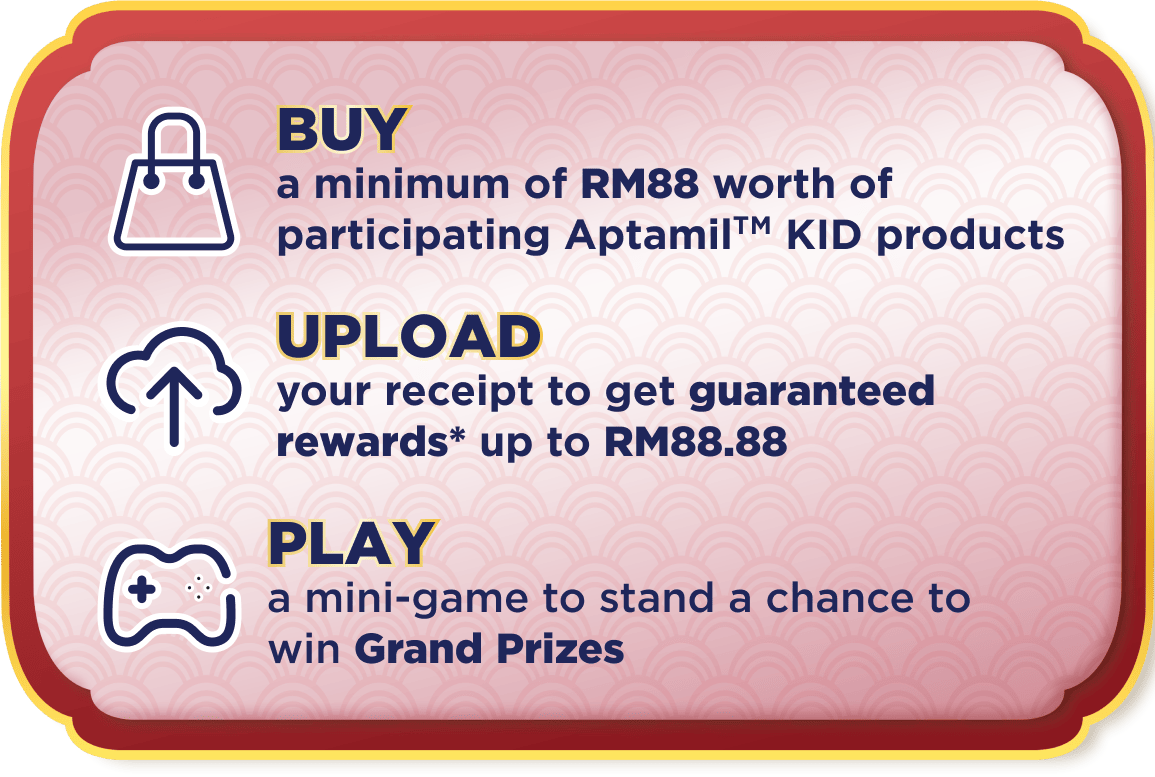 BUY
a minimum of RM88 worth of
participating Aptamil™ KID products
UPLOAD
your receipt to get guaranteed
rewards* up to RM88.88
PLAY
a mini-game to stand a chance to
win Grand Prizes